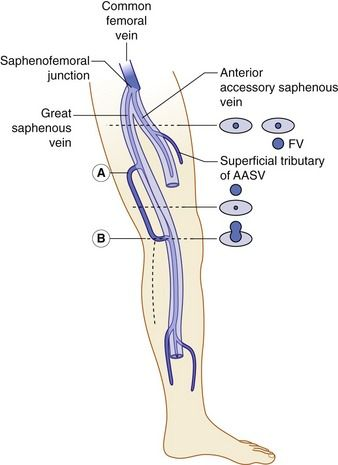 Common
femoral
vein
Saphenofemoral
junction
Anterior
accessory saphenous
vein
Great
saphenous
vein
FV
Superficial tributary
of AASV
A
B